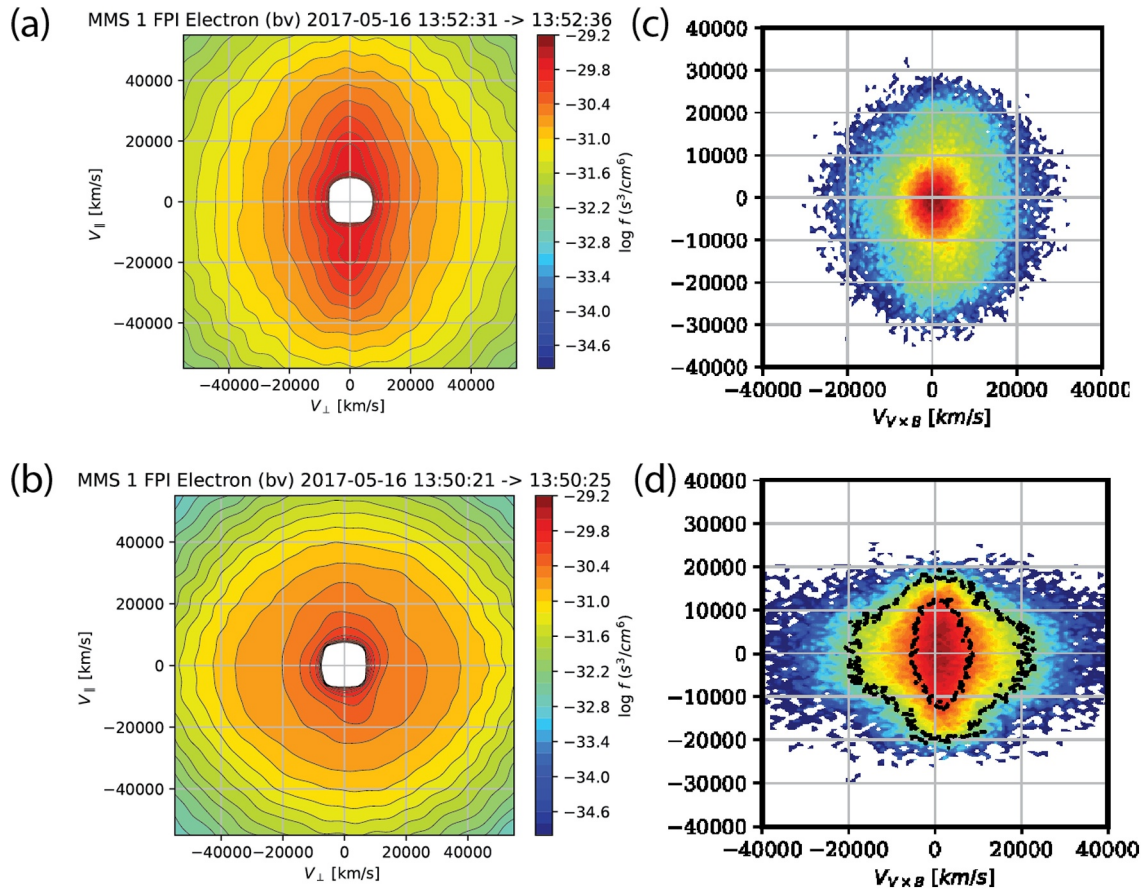 (a)
MMS 1 FPI Electron (bv) 2017-05-16 13:52:31 -> 13:52:36
40000
20000
0
−20000
−40000
V∥ [km/s]
−40000 −20000 0 20000 40000
V⊥ [km/s]
−29.2
−29.8
−30.4
−31.0
−31.6
−32.2
−32.8
−33.4
−34.0
−34.6
log f (s³/cm⁶)
(c)
40000
30000
20000
10000
0
−10000
−20000
−30000
−40000
−40000 −20000 0 20000 40000
V_{V×B} [km/s]
(b)
MMS 1 FPI Electron (bv) 2017-05-16 13:50:21 -> 13:50:25
40000
20000
0
−20000
−40000
V∥ [km/s]
−40000 −20000 0 20000 40000
V⊥ [km/s]
−29.2
−29.8
−30.4
−31.0
−31.6
−32.2
−32.8
−33.4
−34.0
−34.6
log f (s³/cm⁶)
(d)
40000
30000
20000
10000
0
−10000
−20000
−30000
−40000
−40000 −20000 0 20000 40000
V_{V×B} [km/s]